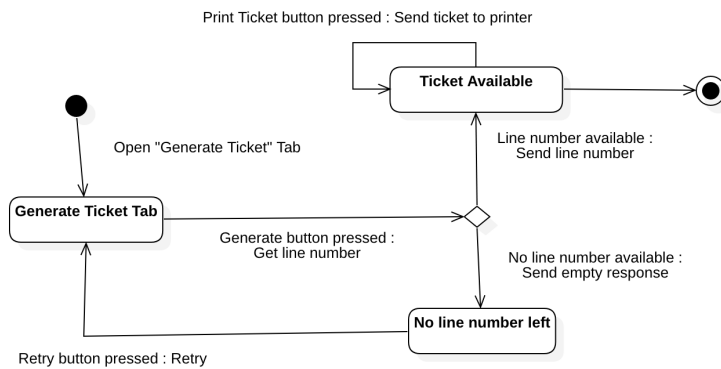 Print Ticket button pressed : Send ticket to printer
Ticket Available
Open "Generate Ticket" Tab
Line number available :
Send line number
Generate Ticket Tab
Generate button pressed :
Get line number
No line number available :
Send empty response
No line number left
Retry button pressed : Retry